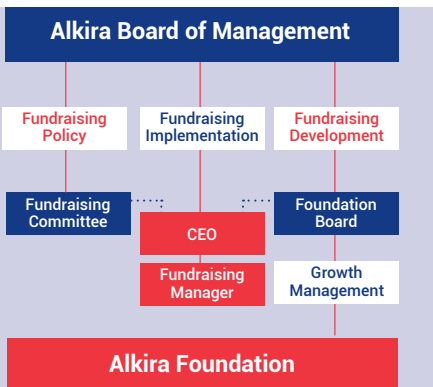 Alkira Board of Management
Fundraising
Policy
Fundraising
Implementation
Fundraising
Development
Fundraising
Committee
CEO
Foundation
Board
Fundraising
Manager
Growth
Management
Alkira Foundation